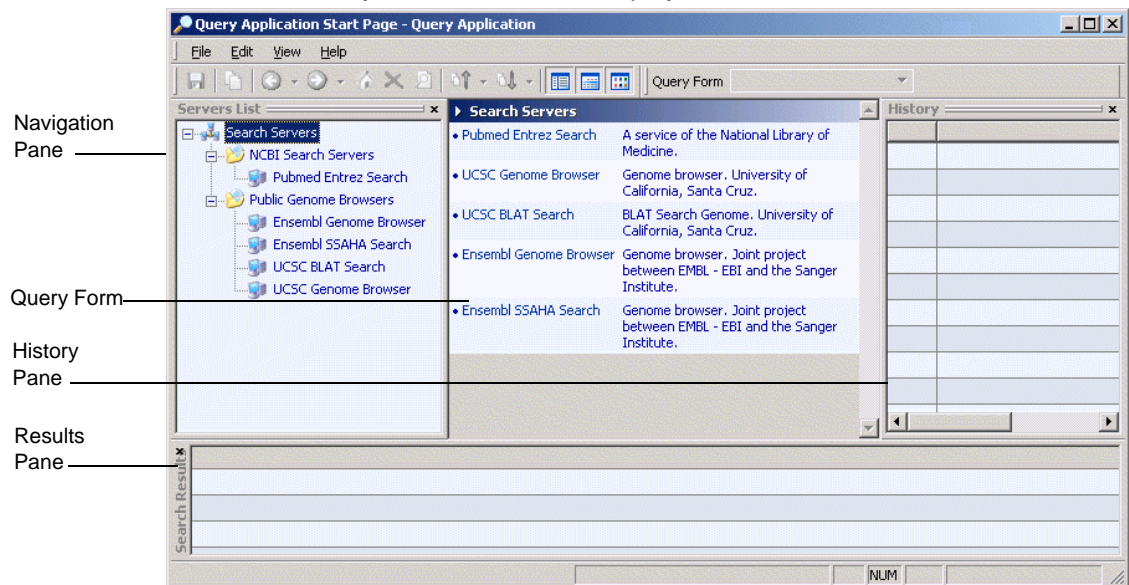 Query Application Start Page - Query Application
File Edit View Help
Query Form
Servers List
Search Servers
NCBI Search Servers
Pubmed Entrez Search
Public Genome Browsers
Ensembl Genome Browser
Ensembl SSAHA Search
UCSC BLAT Search
UCSC Genome Browser
Search Servers
• Pubmed Entrez Search A service of the National Library of
Medicine.
• UCSC Genome Browser Genome browser. University of
California, Santa Cruz.
• UCSC BLAT Search BLAT Search Genome. University of
California, Santa Cruz.
• Ensembl Genome Browser Genome browser. Joint project
between EMBL - EBI and the Sanger
Institute.
• Ensembl SSAHA Search Genome browser. Joint project
between EMBL - EBI and the Sanger
Institute.
History
Navigation
Pane
Query Form
History
Pane
Results
Pane
Search Results
NUM